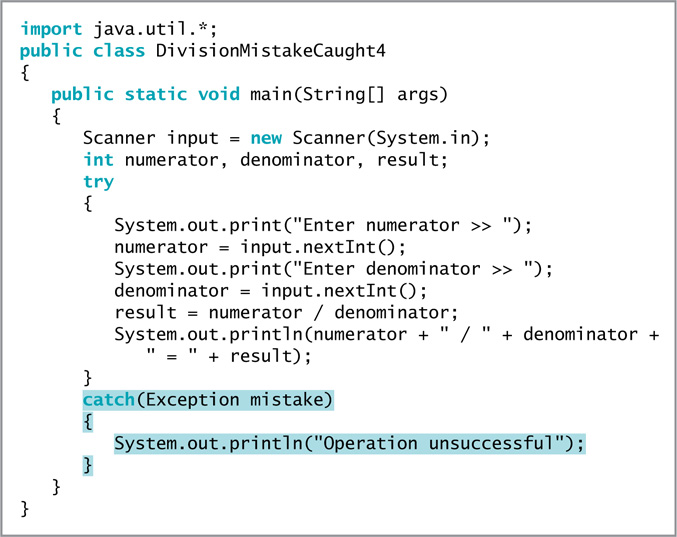 import java.util.*;
public class DivisionMistakeCaught4
{
   public static void main(String[] args)
   {
      Scanner input = new Scanner(System.in);
      int numerator, denominator, result;
      try
      {
         System.out.print("Enter numerator >> ");
         numerator = input.nextInt();
         System.out.print("Enter denominator >> ");
         denominator = input.nextInt();
         result = numerator / denominator;
         System.out.println(numerator + " / " + denominator +
            " = " + result);
      }
      catch(Exception mistake)
      {
         System.out.println("Operation unsuccessful");
      }
   }
}